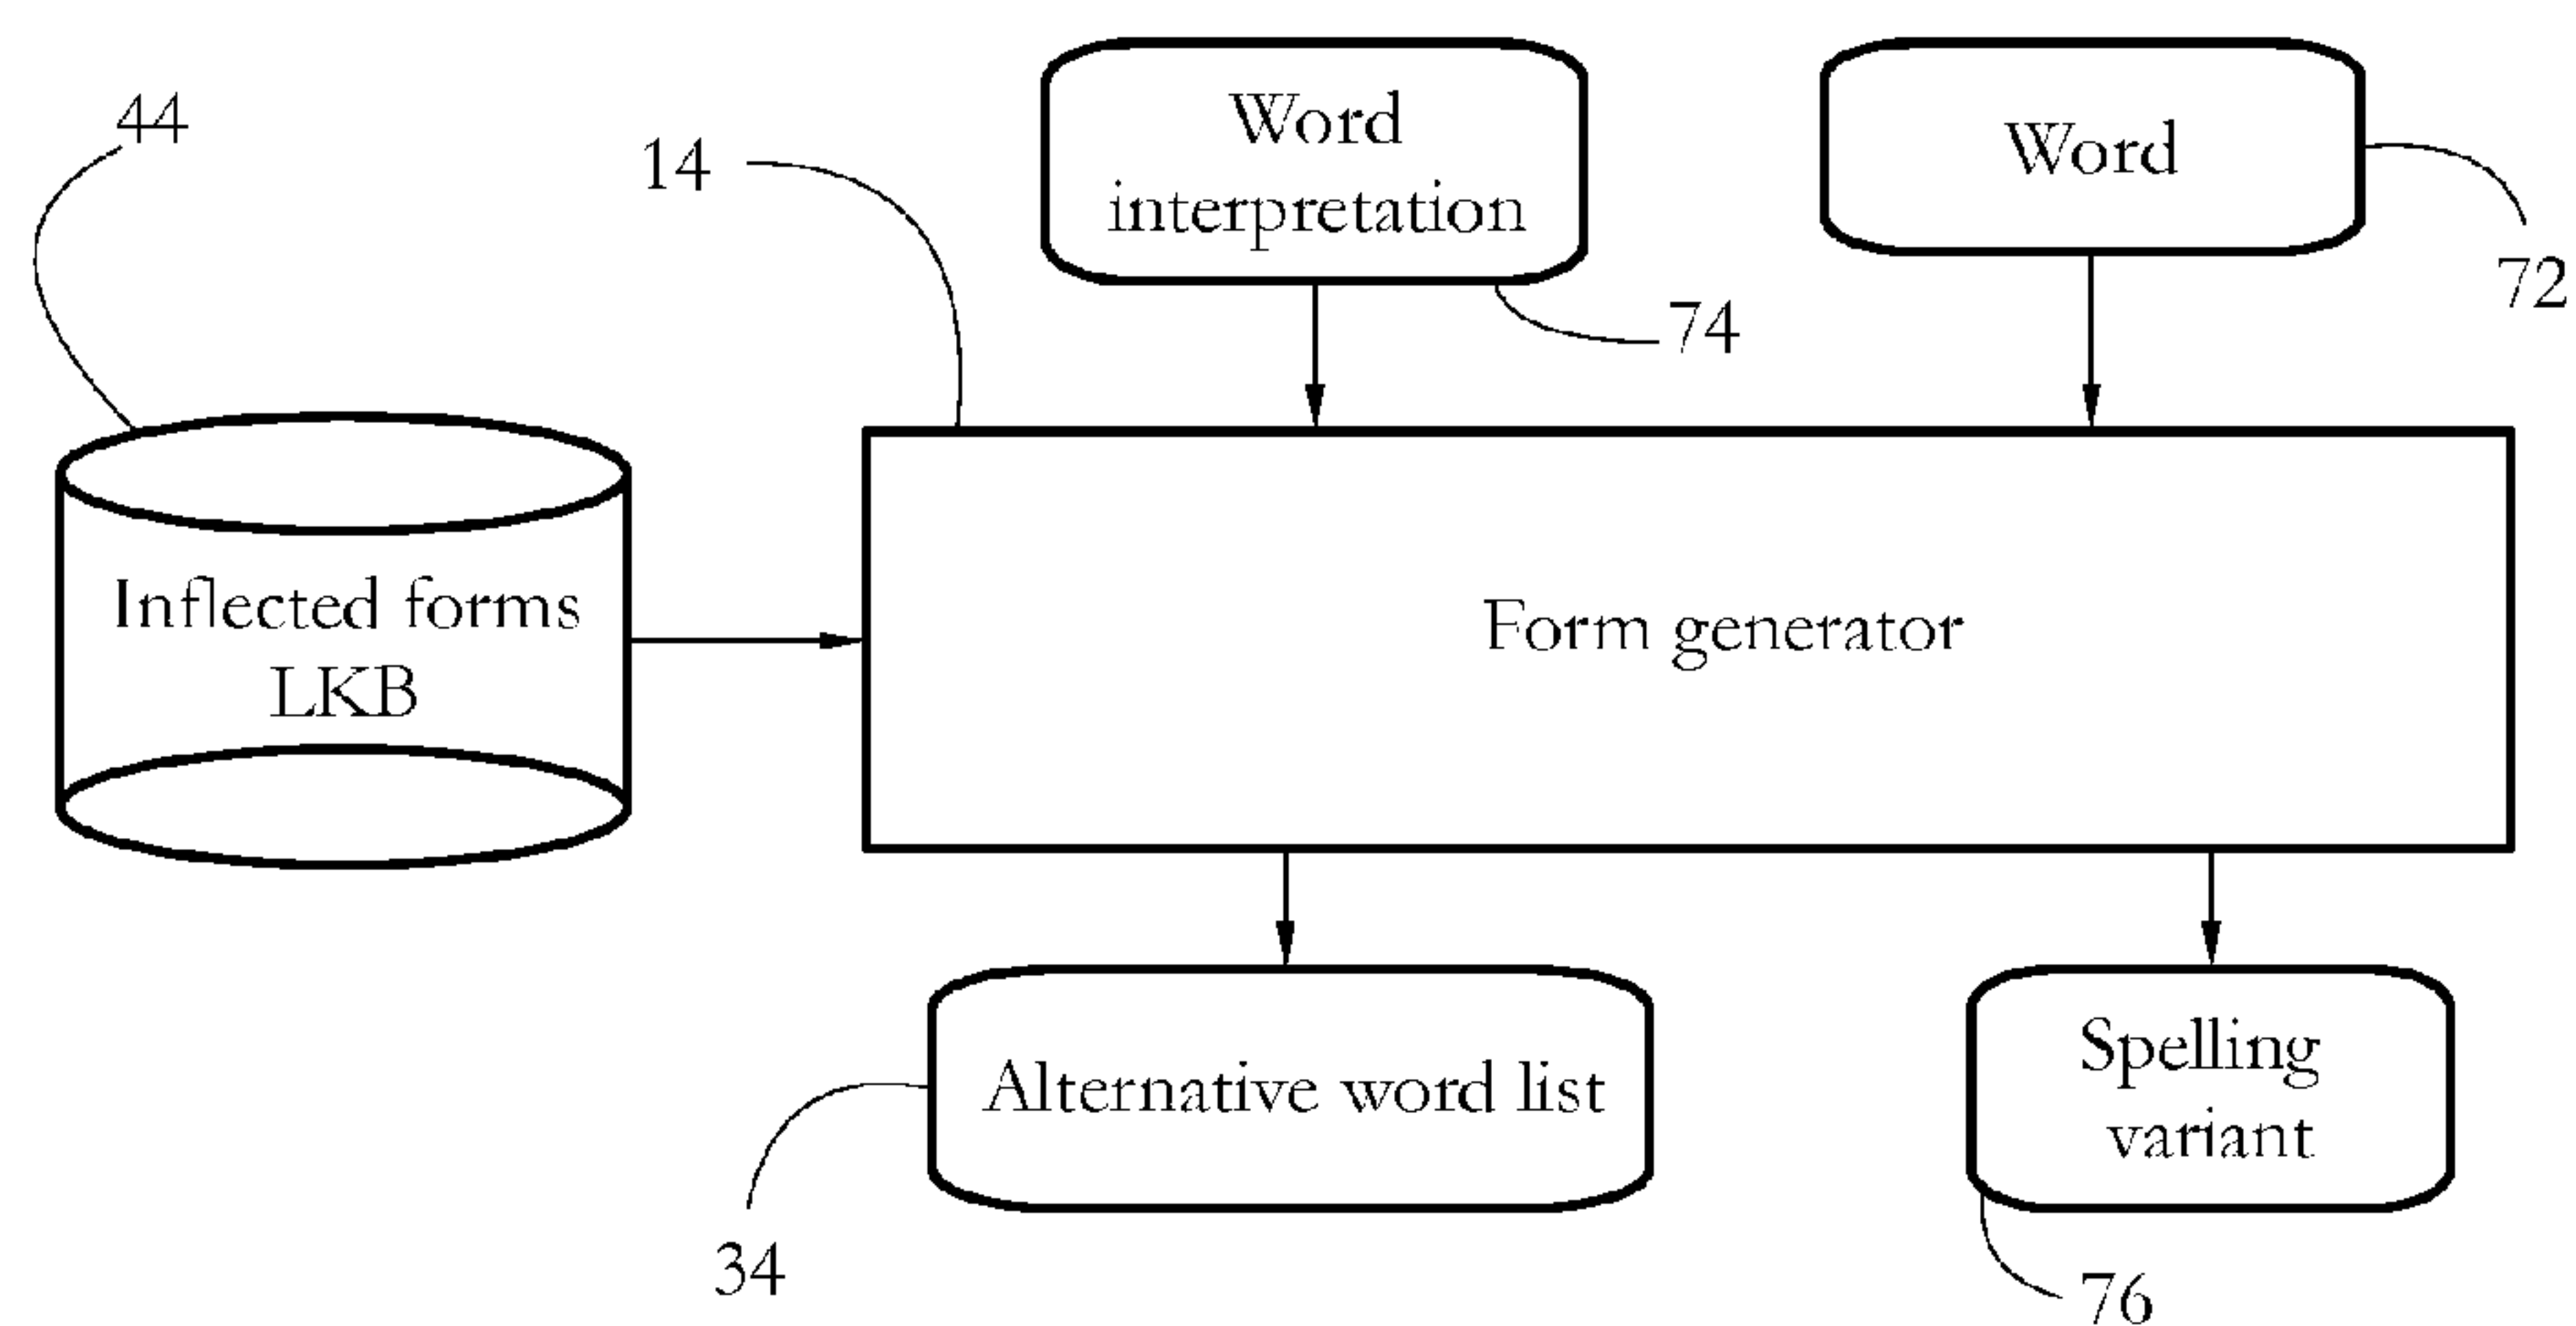 44
14
Word
interpretation
Word
72
74
Inflected forms
LKB
Form generator
Alternative word list
Spelling
variant
34
76